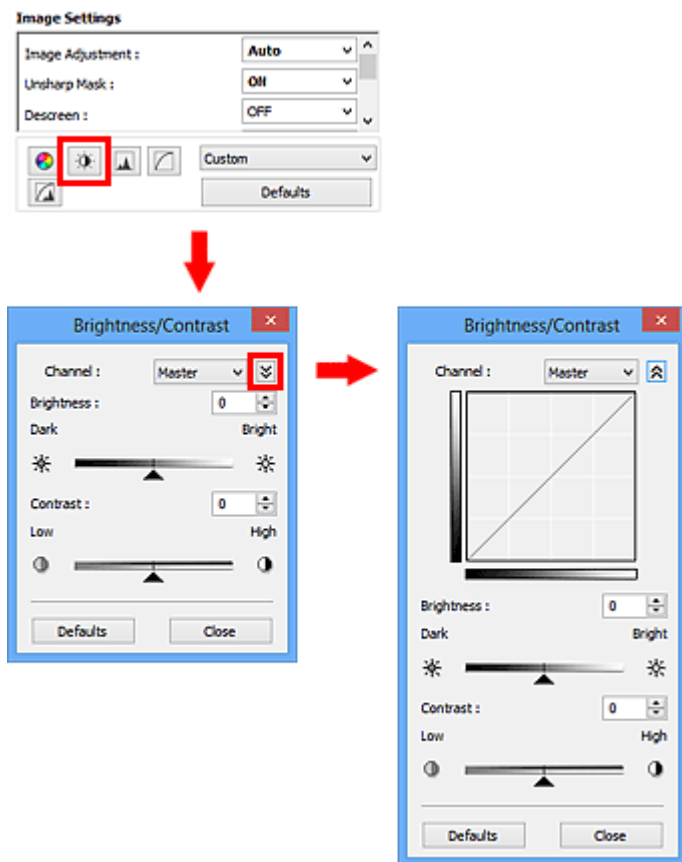 Image Settings
Image Adjustment : Auto
Unsharp Mask : ON
Descreen : OFF
Custom
Defaults
Brightness/Contrast
Channel : Master
Brightness : 0
Dark Bright
Contrast : 0
Low High
Defaults Close
Brightness/Contrast
Channel : Master
Brightness : 0
Dark Bright
Contrast : 0
Low High
Defaults Close